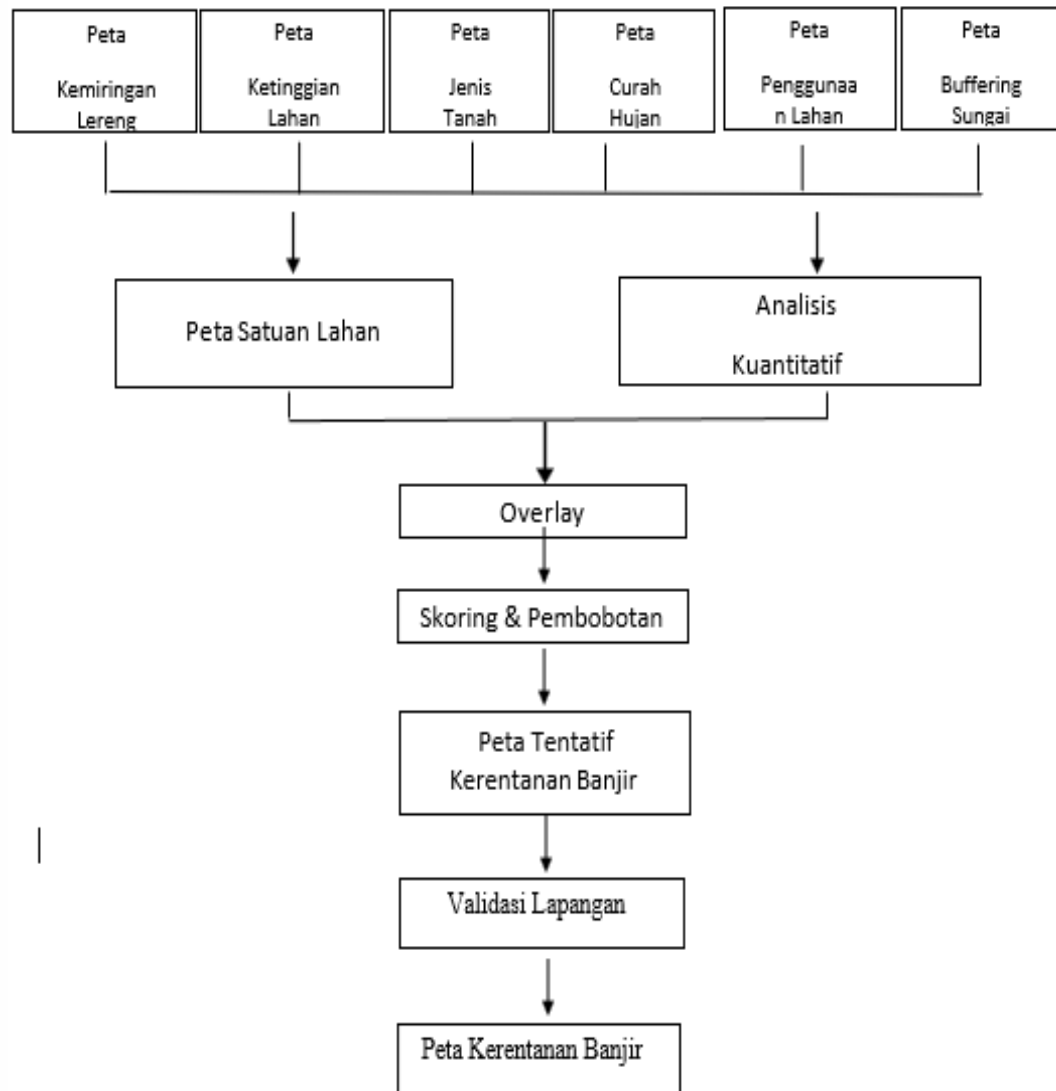 Peta
Kemiringan
Lereng
Peta
Ketinggian
Lahan
Peta
Jenis
Tanah
Peta
Curah
Hujan
Peta
Penggunaa
n Lahan
Peta
Buffering
Sungai
Peta Satuan Lahan
Analisis
Kuantitatif
Overlay
Skoring & Pembobotan
Peta Tentatif
Kerentanan Banjir
Validasi Lapangan
Peta Kerentanan Banjir